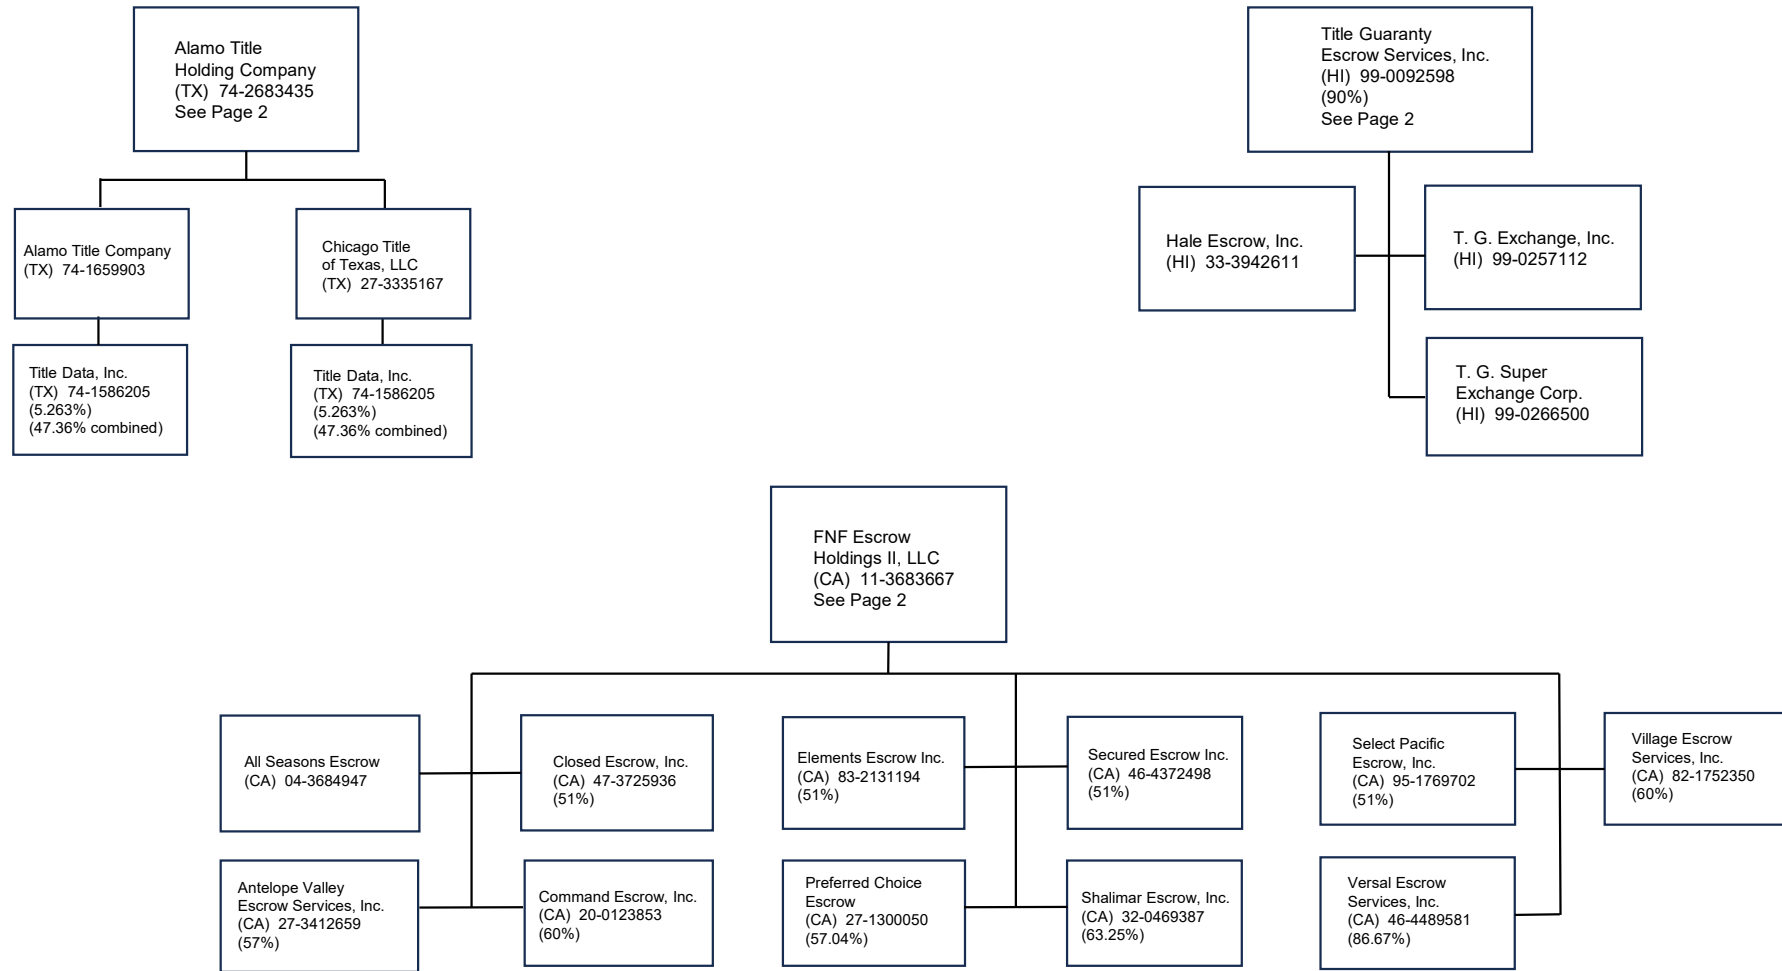 Alamo Title
Holding Company
(TX) 74-2683435
See Page 2
Title Guaranty
Escrow Services, Inc.
(HI) 99-0092598
(90%)
See Page 2
Alamo Title Company
(TX) 74-1659903
Chicago Title
of Texas, LLC
(TX) 27-3335167
Hale Escrow, Inc.
(HI) 33-3942611
T. G. Exchange, Inc.
(HI) 99-0257112
Title Data, Inc.
(TX) 74-1586205
(5.263%)
(47.36% combined)
Title Data, Inc.
(TX) 74-1586205
(5.263%)
(47.36% combined)
T. G. Super
Exchange Corp.
(HI) 99-0266500
FNF Escrow
Holdings II, LLC
(CA) 11-3683667
See Page 2
All Seasons Escrow
(CA) 04-3684947
Closed Escrow, Inc.
(CA) 47-3725936
(51%)
Elements Escrow Inc.
(CA) 83-2131194
(51%)
Secured Escrow Inc.
(CA) 46-4372498
(51%)
Select Pacific
Escrow, Inc.
(CA) 95-1769702
(51%)
Village Escrow
Services, Inc.
(CA) 82-1752350
(60%)
Antelope Valley
Escrow Services, Inc.
(CA) 27-3412659
(57%)
Command Escrow, Inc.
(CA) 20-0123853
(60%)
Preferred Choice
Escrow
(CA) 27-1300050
(57.04%)
Shalimar Escrow, Inc.
(CA) 32-0469387
(63.25%)
Versal Escrow
Services, Inc.
(CA) 46-4489581
(86.67%)